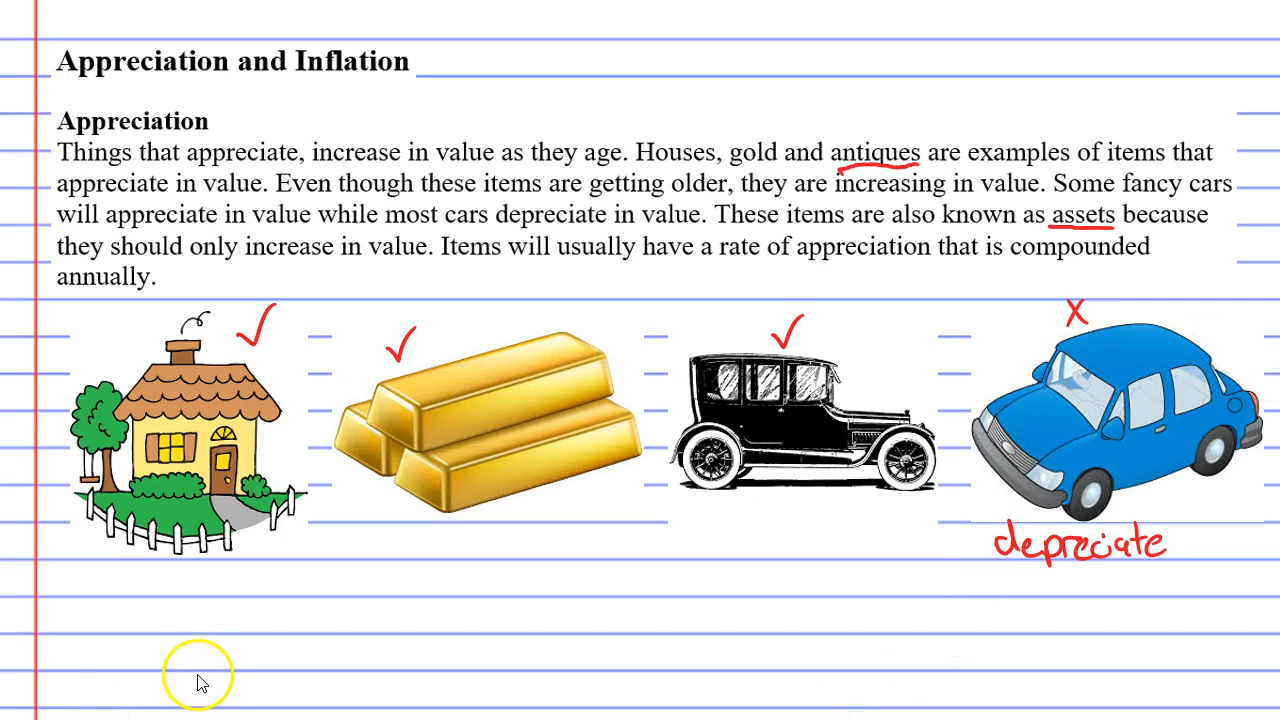 Appreciation and Inflation
Appreciation
Things that appreciate, increase in value as they age. Houses, gold and antiques are examples of items that
appreciate in value. Even though these items are getting older, they are increasing in value. Some fancy cars
will appreciate in value while most cars depreciate in value. These items are also known as assets because
they should only increase in value. Items will usually have a rate of appreciation that is compounded
annually.
depreciate